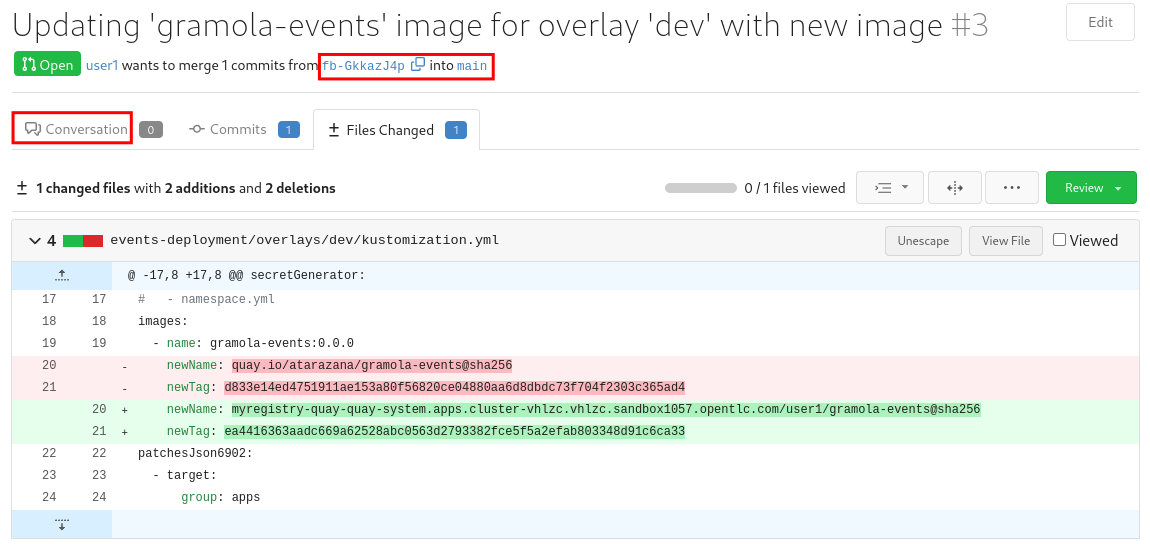 Updating 'gramola-events' image for overlay 'dev' with new image #3
Edit
Open user1 wants to merge 1 commits from fb-GkkazJ4p into main
Conversation 0 Commits 1 Files Changed 1
1 changed files with 2 additions and 2 deletions 0 / 1 files viewed Review
4 events-deployment/overlays/dev/kustomization.yml Unescape View File Viewed
@ -17,8 +17,8 @@ secretGenerator:
17 17 #   - namespace.yml
18 18 images:
19 19   - name: gramola-events:0.0.0
20 -     newName: quay.io/atarazana/gramola-events@sha256
21 -     newTag: d833e14ed4751911ae153a80f56820ce04880aa6d8dbdc73f704f2303c365ad4
20 +     newName: myregistry-quay-quay-system.apps.cluster-vhlzc.vhlzc.sandbox1057.opentlc.com/user1/gramola-events@sha256
21 +     newTag: ea4416363aadc669a62528abc0563d2793382fce5f5a2efab803348d91c6ca33
22 22 patchesJson6902:
23 23   - target:
24 24       group: apps